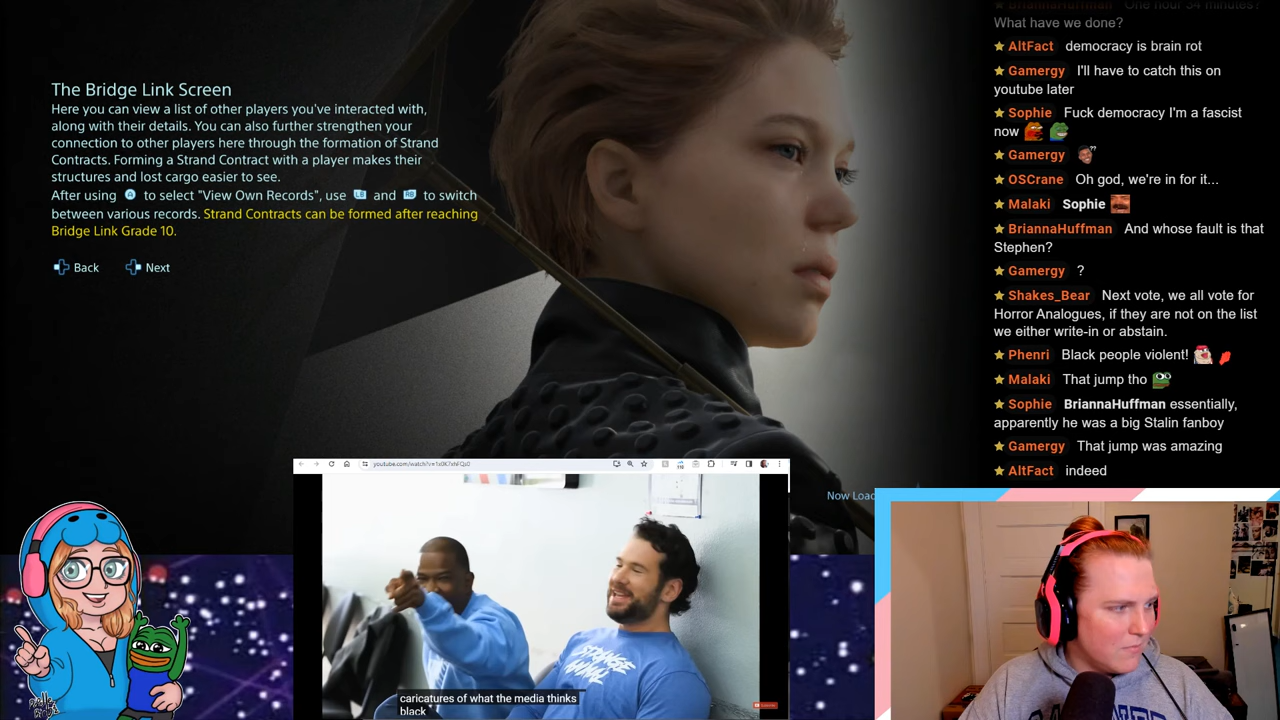 The Bridge Link Screen
Here you can view a list of other players you've interacted with,
along with their details. You can also further strengthen your
connection to other players here through the formation of Strand
Contracts. Forming a Strand Contract with a player makes their
structures and lost cargo easier to see.
After using A to select "View Own Records", use LB and RB to switch
between various records. Strand Contracts can be formed after reaching
Bridge Link Grade 10.
Back Next
Now Load
BriannaHuffman One hour 34 minutes?
What have we done?
AltFact democracy is brain rot
Gamergy I'll have to catch this on
youtube later
Sophie Fuck democracy I'm a fascist
now
Gamergy
OSCrane Oh god, we're in for it...
Malaki Sophie
BriannaHuffman And whose fault is that
Stephen?
Gamergy ?
Shakes_Bear Next vote, we all vote for
Horror Analogues, if they are not on the list
we either write-in or abstain.
Phenri Black people violent!
Malaki That jump tho
Sophie BriannaHuffman essentially,
apparently he was a big Stalin fanboy
Gamergy That jump was amazing
AltFact indeed
STRANGE
ANIMAL
caricatures of what the media thinks
black